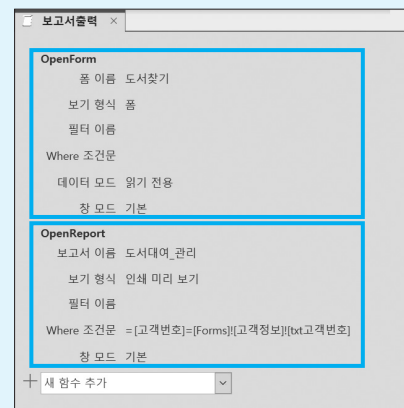 보고서출력 ×
OpenForm
폼 이름 도서찾기
보기 형식 폼
필터 이름
Where 조건문
데이터 모드 읽기 전용
창 모드 기본
OpenReport
보고서 이름 도서대여_관리
보기 형식 인쇄 미리 보기
필터 이름
Where 조건문 =[고객번호]=[Forms]![고객정보]![txt고객번호]
창 모드 기본
새 함수 추가